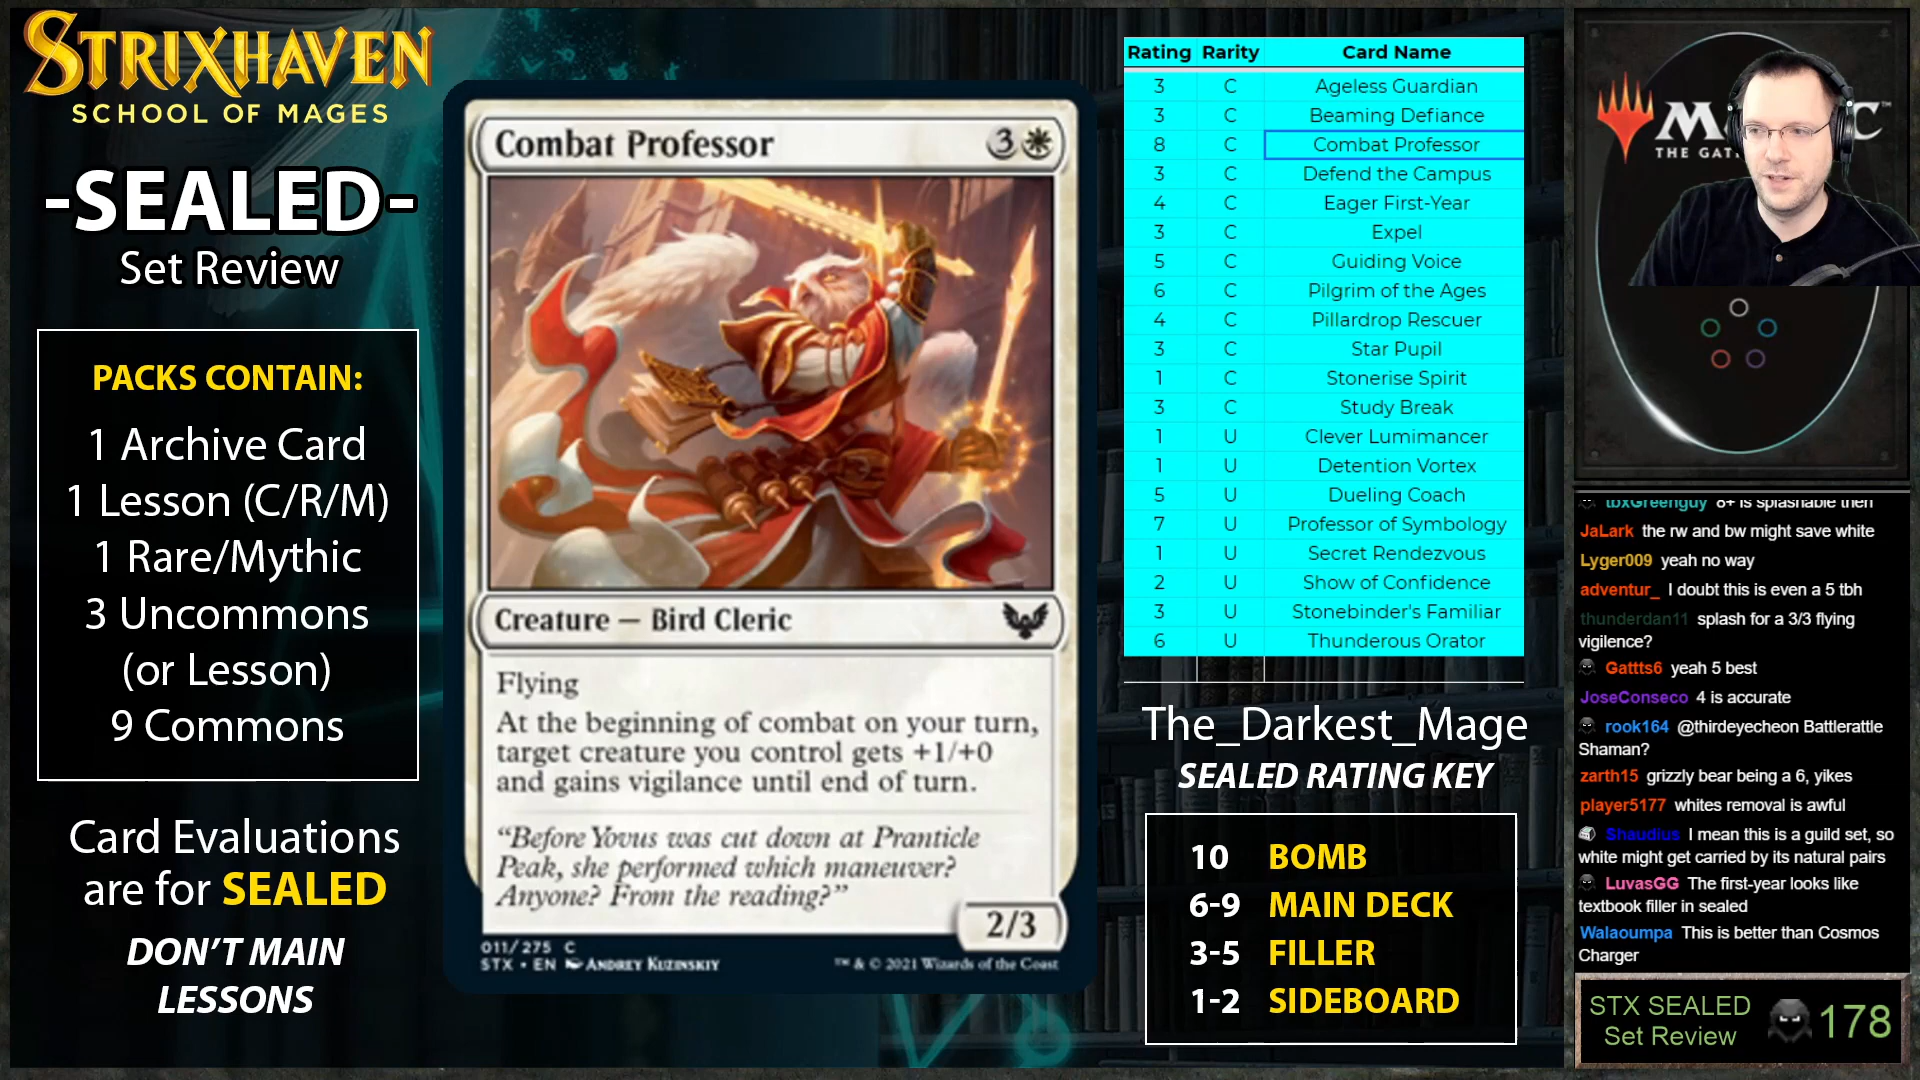 STRIXHAVEN
SCHOOL OF MAGES
-SEALED-
Set Review
PACKS CONTAIN:
1 Archive Card
1 Lesson (C/R/M)
1 Rare/Mythic
3 Uncommons
(or Lesson)
9 Commons
Card Evaluations
are for SEALED
DON'T MAIN
LESSONS
Combat Professor 3
Creature — Bird Cleric
Flying
At the beginning of combat on your turn,
target creature you control gets +1/+0
and gains vigilance until end of turn.
“Before Yovus was cut down at Pranticle
Peak, she performed which maneuver?
Anyone? From the reading?”
2/3
011/275 C
STX • EN ANDREY KUZINSKIY
™ & © 2021 Wizards of the Coast
Rating Rarity Card Name
3 C Ageless Guardian
3 C Beaming Defiance
8 C Combat Professor
3 C Defend the Campus
4 C Eager First-Year
3 C Expel
5 C Guiding Voice
6 C Pilgrim of the Ages
4 C Pillardrop Rescuer
3 C Star Pupil
1 C Stonerise Spirit
3 C Study Break
1 U Clever Lumimancer
1 U Detention Vortex
5 U Dueling Coach
7 U Professor of Symbology
1 U Secret Rendezvous
2 U Show of Confidence
3 U Stonebinder's Familiar
6 U Thunderous Orator
The_Darkest_Mage
SEALED RATING KEY
10 BOMB
6-9 MAIN DECK
3-5 FILLER
1-2 SIDEBOARD
THE
tbxGreenguy 8+ is splashable then
JaLark the rw and bw might save white
Lyger009 yeah no way
adventur_ I doubt this is even a 5 tbh
thunderdan11 splash for a 3/3 flying
vigilence?
Gattts6 yeah 5 best
JoseConseco 4 is accurate
rook164 @thirdeyecheon Battlerattle
Shaman?
zarth15 grizzly bear being a 6, yikes
player5177 whites removal is awful
Shaudius I mean this is a guild set, so
white might get carried by its natural pairs
LuvasGG The first-year looks like
textbook filler in sealed
Walaoumpa This is better than Cosmos
Charger
STX SEALED
Set Review
178